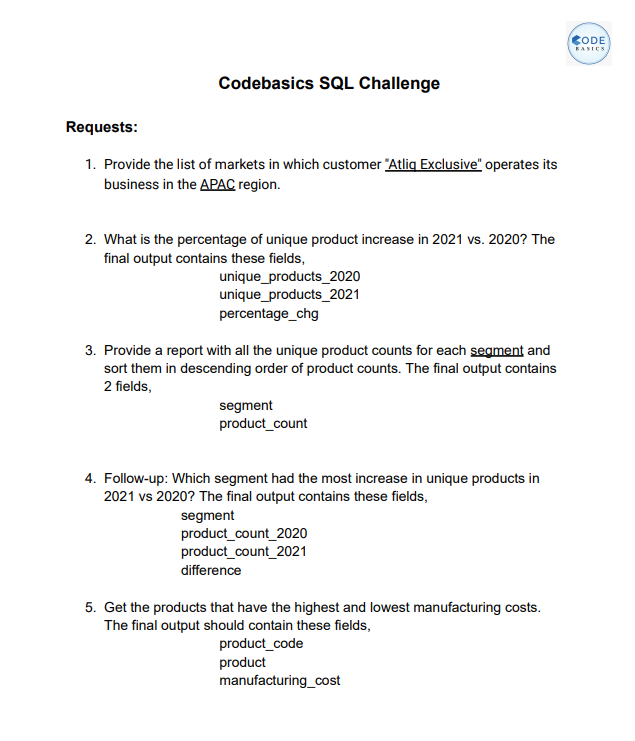 CODE
BASICS
Codebasics SQL Challenge
Requests:
1. Provide the list of markets in which customer "Atliq Exclusive" operates its
business in the APAC region.
2. What is the percentage of unique product increase in 2021 vs. 2020? The
final output contains these fields,
unique_products_2020
unique_products_2021
percentage_chg
3. Provide a report with all the unique product counts for each segment and
sort them in descending order of product counts. The final output contains
2 fields,
segment
product_count
4. Follow-up: Which segment had the most increase in unique products in
2021 vs 2020? The final output contains these fields,
segment
product_count_2020
product_count_2021
difference
5. Get the products that have the highest and lowest manufacturing costs.
The final output should contain these fields,
product_code
product
manufacturing_cost